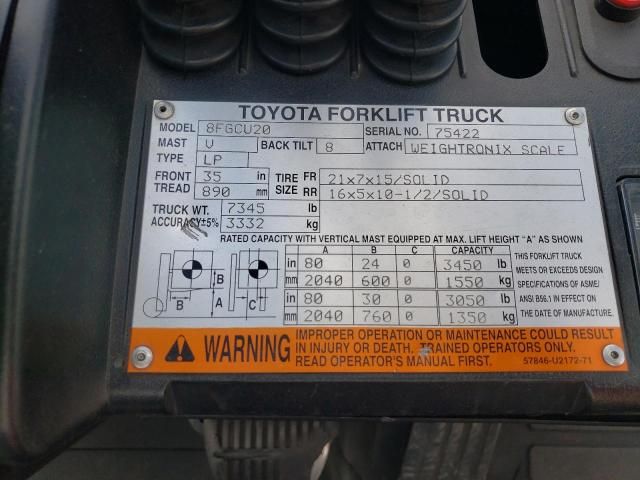 TOYOTA FORKLIFT TRUCK
MODEL 8FGCU20 SERIAL NO. 75422
MAST V BACK TILT 8 ATTACH WEIGHTRONIX SCALE
TYPE LP
FRONT 35 in TIRE FR 21x7x15/SOLID
TREAD 890 mm SIZE RR 16x5x10-1/2/SOLID
TRUCK WT. 7345 lb
ACCURACY±5% 3332 kg
RATED CAPACITY WITH VERTICAL MAST EQUIPPED AT MAX. LIFT HEIGHT "A" AS SHOWN
A B C CAPACITY
in 80 24 0 3450 lb
mm 2040 600 0 1550 kg
in 80 30 0 3050 lb
mm 2040 760 0 1350 kg
THIS FORKLIFT TRUCK
MEETS OR EXCEEDS DESIGN
SPECIFICATIONS OF ASME/
ANSI B56.1 IN EFFECT ON
THE DATE OF MANUFACTURE.
B
A
B
C
WARNING
IMPROPER OPERATION OR MAINTENANCE COULD RESULT
IN INJURY OR DEATH. TRAINED OPERATORS ONLY.
READ OPERATOR'S MANUAL FIRST
57846-U2172-71